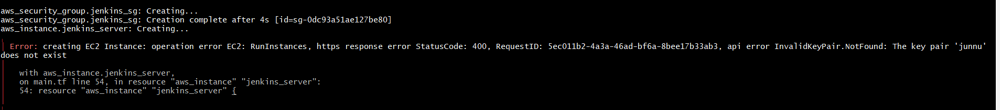 aws_security_group.jenkins_sg: Creating...
aws_security_group.jenkins_sg: Creation complete after 4s [id=sg-0dc93a51ae127be80]
aws_instance.jenkins_server: Creating...
Error: creating EC2 Instance: operation error EC2: RunInstances, https response error StatusCode: 400, RequestID: 5ec011b2-4a3a-46ad-bf6a-8bee17b33ab3, api error InvalidKeyPair.NotFound: The key pair 'junnu'
does not exist
with aws_instance.jenkins_server,
on main.tf line 54, in resource "aws_instance" "jenkins_server":
54: resource "aws_instance" "jenkins_server" {